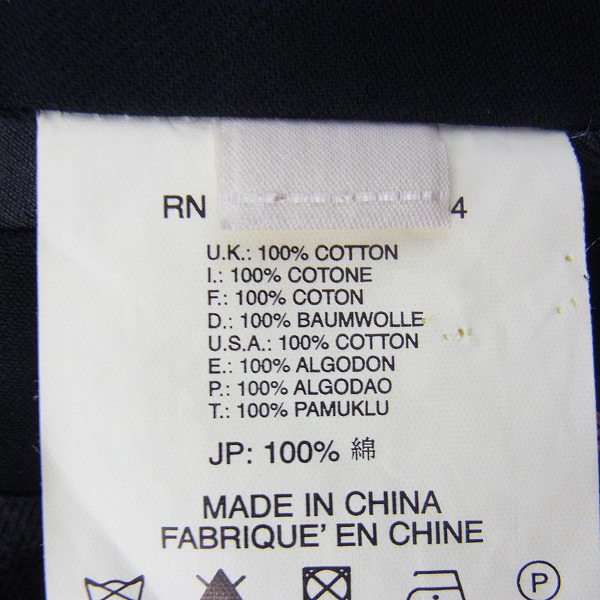 RN 4
U.K.: 100% COTTON
I.: 100% COTONE
F.: 100% COTON
D.: 100% BAUMWOLLE
U.S.A.: 100% COTTON
E.: 100% ALGODON
P.: 100% ALGODAO
T.: 100% PAMUKLU
JP: 100% 綿
MADE IN CHINA
FABRIQUE' EN CHINE
P